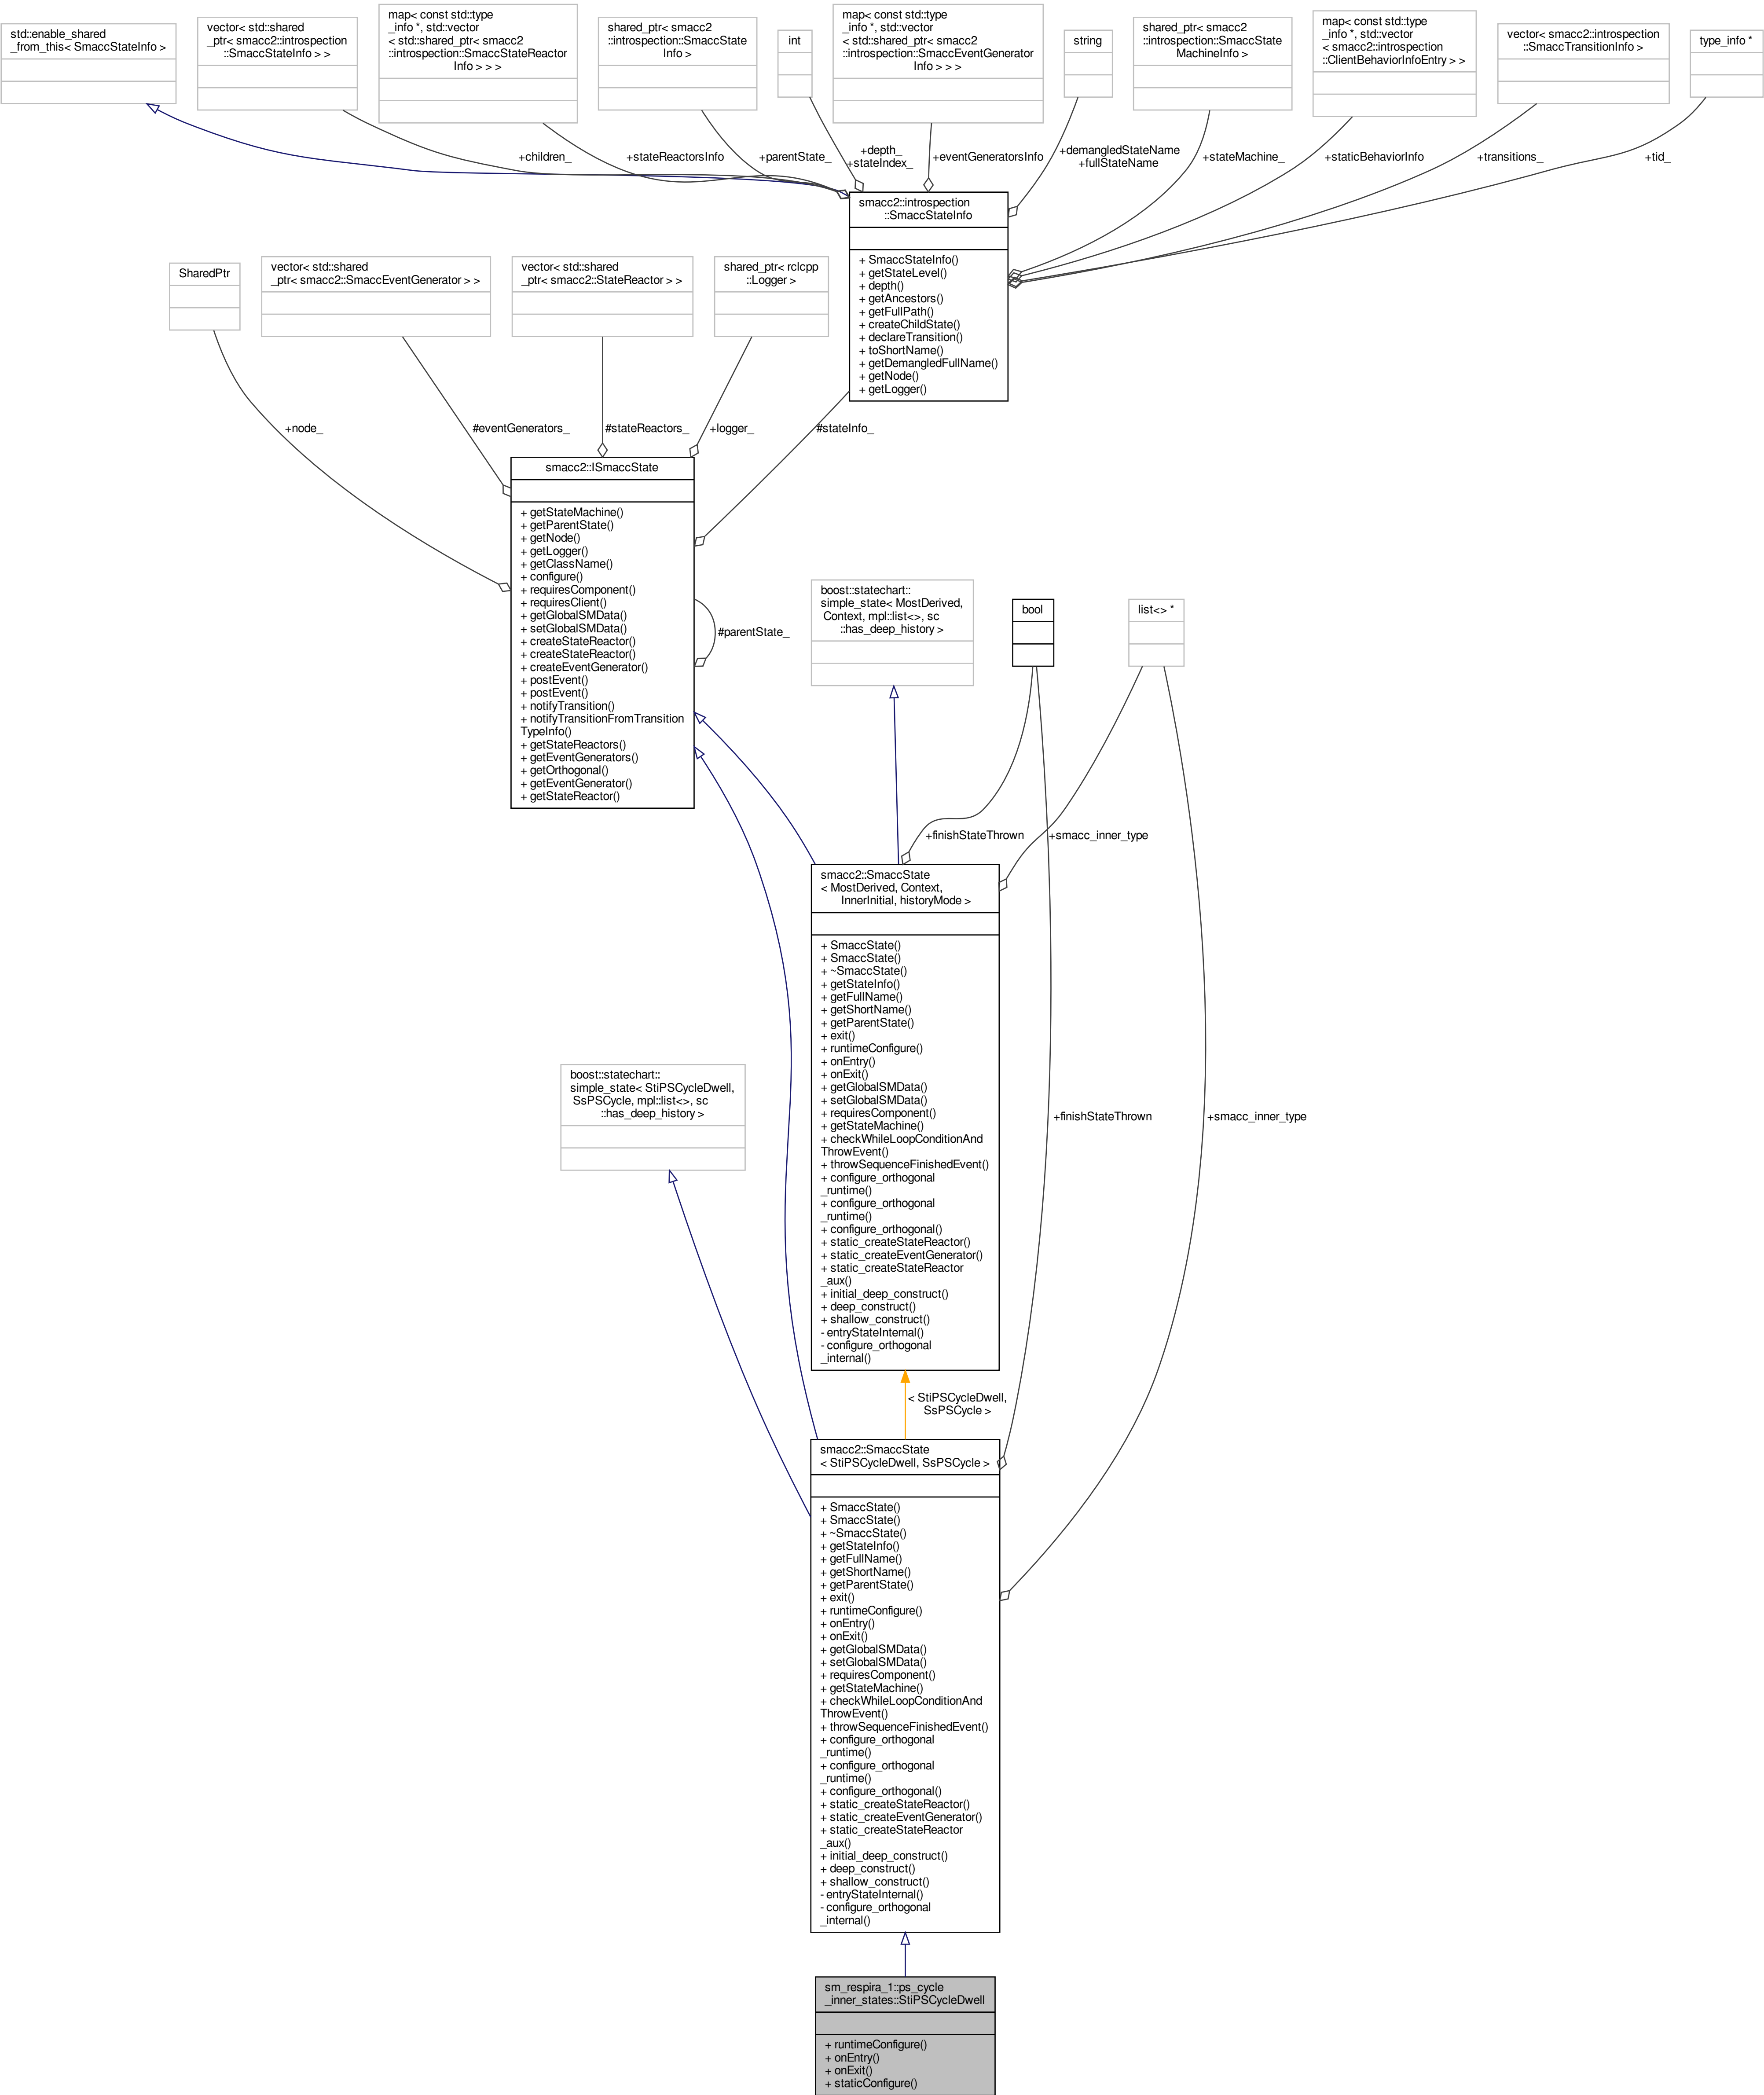 std::enable_shared
_from_this< SmaccStateInfo >
vector< std::shared
_ptr< smacc2::introspection
::SmaccStateInfo > >
map< const std::type
_info *, std::vector
< std::shared_ptr< smacc2
::introspection::SmaccStateReactor
Info > > >
shared_ptr< smacc2
::introspection::SmaccState
Info >
int
map< const std::type
_info *, std::vector
< std::shared_ptr< smacc2
::introspection::SmaccEventGenerator
Info > > >
string
shared_ptr< smacc2
::introspection::SmaccState
MachineInfo >
map< const std::type
_info *, std::vector
< smacc2::introspection
::ClientBehaviorInfoEntry > >
vector< smacc2::introspection
::SmaccTransitionInfo >
type_info *
+children_
+stateReactorsInfo
+parentState_
+depth_
+stateIndex_
+eventGeneratorsInfo
+demangledStateName
+fullStateName
+stateMachine_
+staticBehaviorInfo
+transitions_
+tid_
smacc2::introspection
::SmaccStateInfo
+ SmaccStateInfo()
+ getStateLevel()
+ depth()
+ getAncestors()
+ getFullPath()
+ createChildState()
+ declareTransition()
+ toShortName()
+ getDemangledFullName()
+ getNode()
+ getLogger()
SharedPtr
vector< std::shared
_ptr< smacc2::SmaccEventGenerator > >
vector< std::shared
_ptr< smacc2::StateReactor > >
shared_ptr< rclcpp
::Logger >
+node_
#eventGenerators_
#stateReactors_
+logger_
#stateInfo_
smacc2::ISmaccState
+ getStateMachine()
+ getParentState()
+ getNode()
+ getLogger()
+ getClassName()
+ configure()
+ requiresComponent()
+ requiresClient()
+ getGlobalSMData()
+ setGlobalSMData()
+ createStateReactor()
+ createStateReactor()
+ createEventGenerator()
+ postEvent()
+ postEvent()
+ notifyTransition()
+ notifyTransitionFromTransition
TypeInfo()
+ getStateReactors()
+ getEventGenerators()
+ getOrthogonal()
+ getEventGenerator()
+ getStateReactor()
#parentState_
boost::statechart::
simple_state< MostDerived,
Context, mpl::list<>, sc
::has_deep_history >
bool
list<> *
+finishStateThrown
+smacc_inner_type
smacc2::SmaccState
< MostDerived, Context,
InnerInitial, historyMode >
+ SmaccState()
+ SmaccState()
+ ~SmaccState()
+ getStateInfo()
+ getFullName()
+ getShortName()
+ getParentState()
+ exit()
+ runtimeConfigure()
+ onEntry()
+ onExit()
+ getGlobalSMData()
+ setGlobalSMData()
+ requiresComponent()
+ getStateMachine()
+ checkWhileLoopConditionAnd
ThrowEvent()
+ throwSequenceFinishedEvent()
+ configure_orthogonal
_runtime()
+ configure_orthogonal
_runtime()
+ configure_orthogonal()
+ static_createStateReactor()
+ static_createEventGenerator()
+ static_createStateReactor
_aux()
+ initial_deep_construct()
+ deep_construct()
+ shallow_construct()
- entryStateInternal()
- configure_orthogonal
_internal()
boost::statechart::
simple_state< StiPSCycleDwell,
SsPSCycle, mpl::list<>, sc
::has_deep_history >
+finishStateThrown
+smacc_inner_type
< StiPSCycleDwell,
SsPSCycle >
smacc2::SmaccState
< StiPSCycleDwell, SsPSCycle >
+ SmaccState()
+ SmaccState()
+ ~SmaccState()
+ getStateInfo()
+ getFullName()
+ getShortName()
+ getParentState()
+ exit()
+ runtimeConfigure()
+ onEntry()
+ onExit()
+ getGlobalSMData()
+ setGlobalSMData()
+ requiresComponent()
+ getStateMachine()
+ checkWhileLoopConditionAnd
ThrowEvent()
+ throwSequenceFinishedEvent()
+ configure_orthogonal
_runtime()
+ configure_orthogonal
_runtime()
+ configure_orthogonal()
+ static_createStateReactor()
+ static_createEventGenerator()
+ static_createStateReactor
_aux()
+ initial_deep_construct()
+ deep_construct()
+ shallow_construct()
- entryStateInternal()
- configure_orthogonal
_internal()
sm_respira_1::ps_cycle
_inner_states::StiPSCycleDwell
+ runtimeConfigure()
+ onEntry()
+ onExit()
+ staticConfigure()